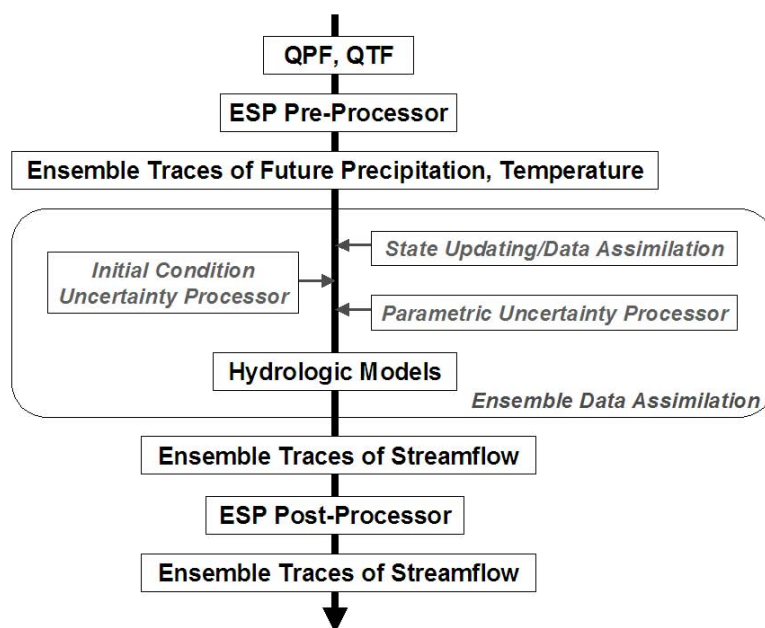 QPF, QTF
ESP Pre-Processor
Ensemble Traces of Future Precipitation, Temperature
State Updating/Data Assimilation
Initial Condition
Uncertainty Processor
Parametric Uncertainty Processor
Hydrologic Models
Ensemble Data Assimilation
Ensemble Traces of Streamflow
ESP Post-Processor
Ensemble Traces of Streamflow